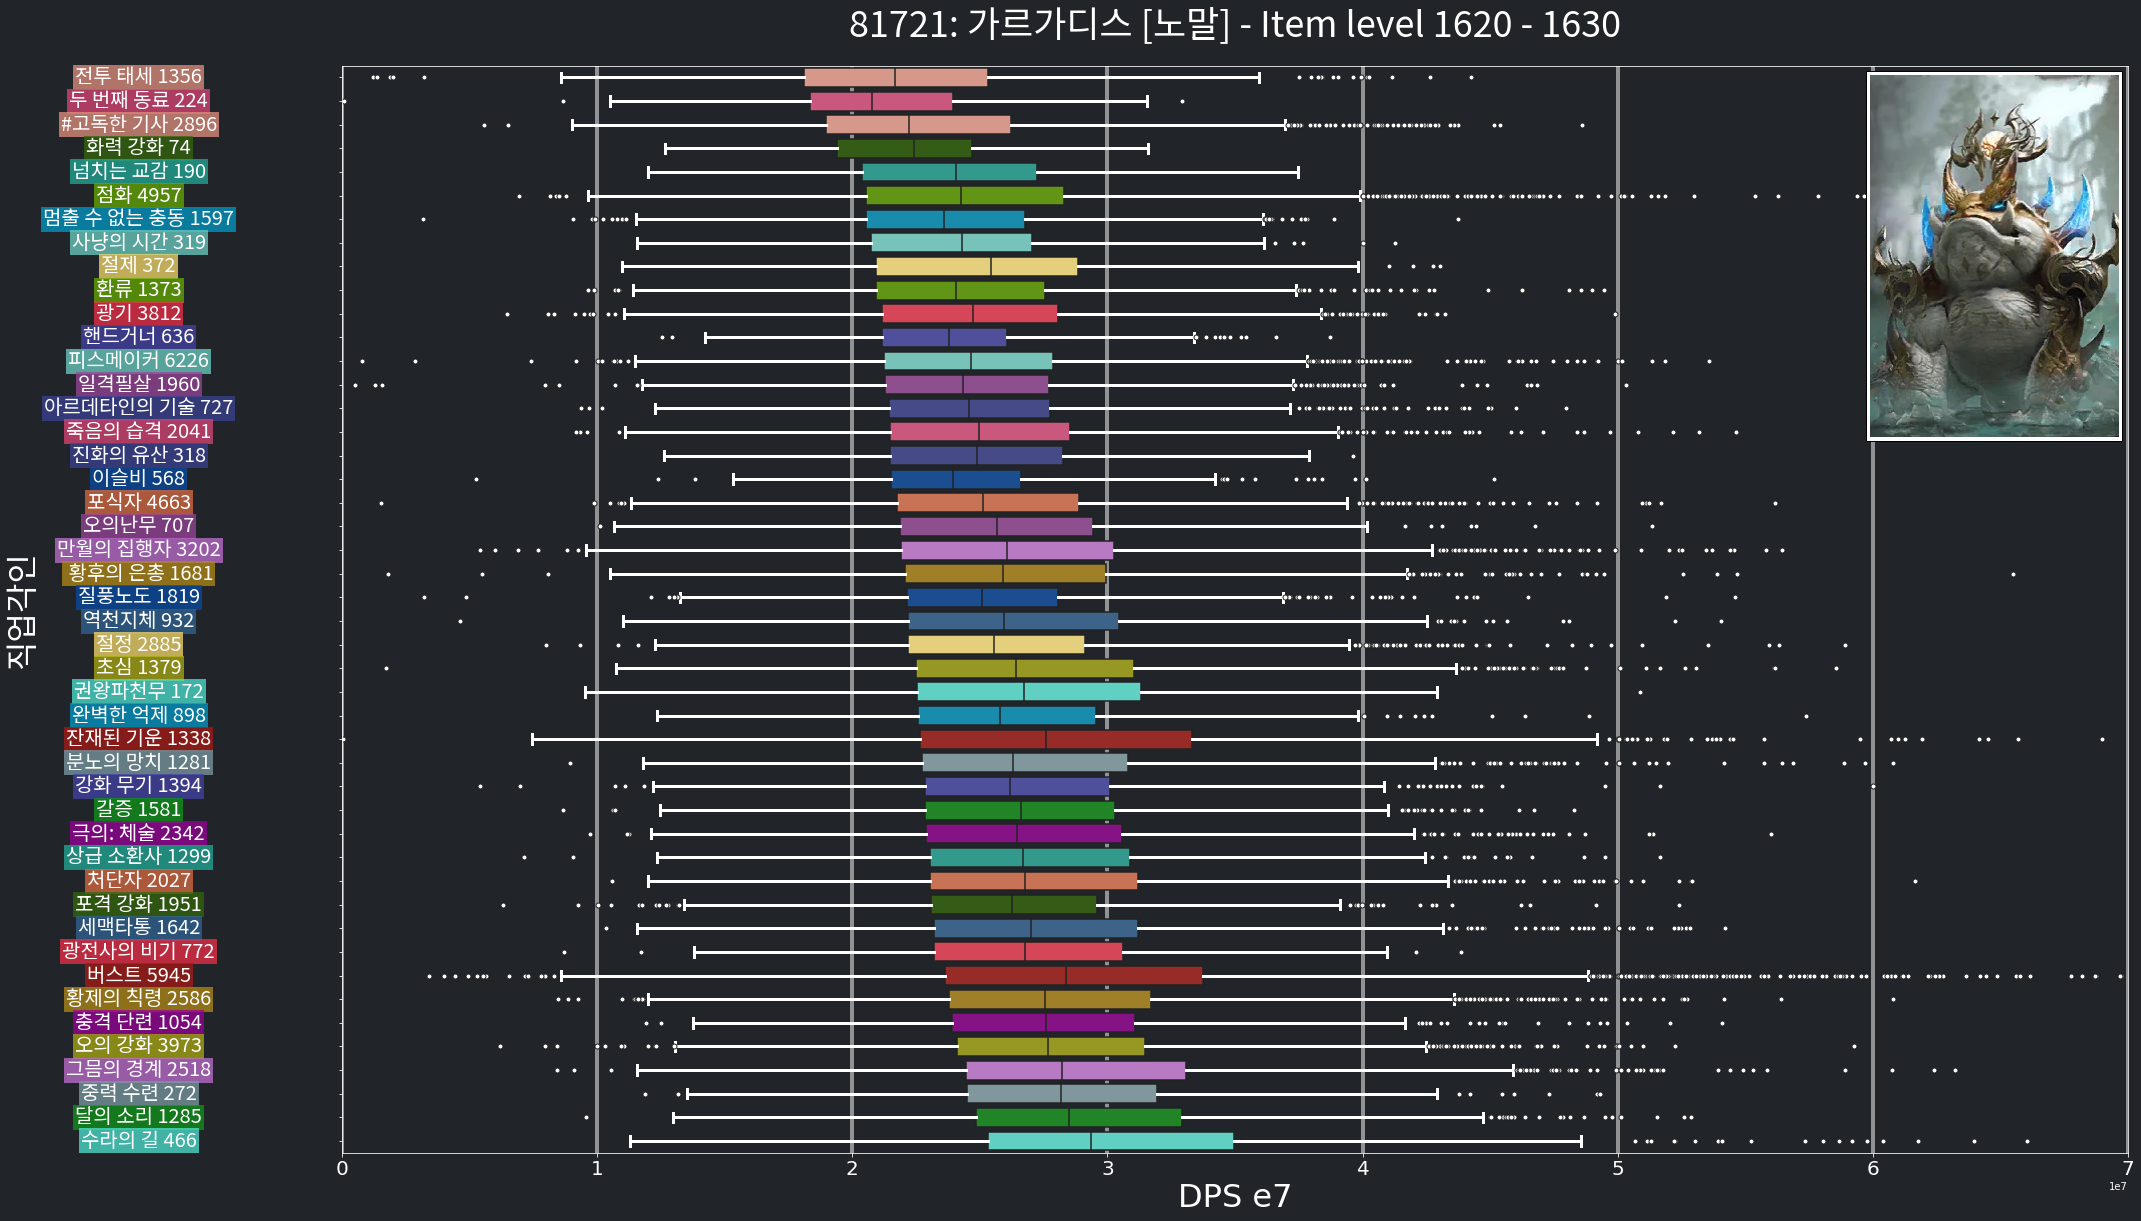 81721: 가르가디스 [노말] - Item level 1620 - 1630
직업각인
전투 태세 1356
두 번째 동료 224
#고독한 기사 2896
화력 강화 74
넘치는 교감 190
점화 4957
멈출 수 없는 충동 1597
사냥의 시간 319
절제 372
환류 1373
광기 3812
핸드거너 636
피스메이커 6226
일격필살 1960
아르데타인의 기술 727
죽음의 습격 2041
진화의 유산 318
이슬비 568
포식자 4663
오의난무 707
만월의 집행자 3202
황후의 은총 1681
질풍노도 1819
역천지체 932
절정 2885
초심 1379
권왕파천무 172
완벽한 억제 898
잔재된 기운 1338
분노의 망치 1281
강화 무기 1394
갈증 1581
극의: 체술 2342
상급 소환사 1299
처단자 2027
포격 강화 1951
세맥타통 1642
광전사의 비기 772
버스트 5945
황제의 칙령 2586
충격 단련 1054
오의 강화 3973
그믐의 경계 2518
중력 수련 272
달의 소리 1285
수라의 길 466
0 1 2 3 4 5 6 7
DPS e7
1e7